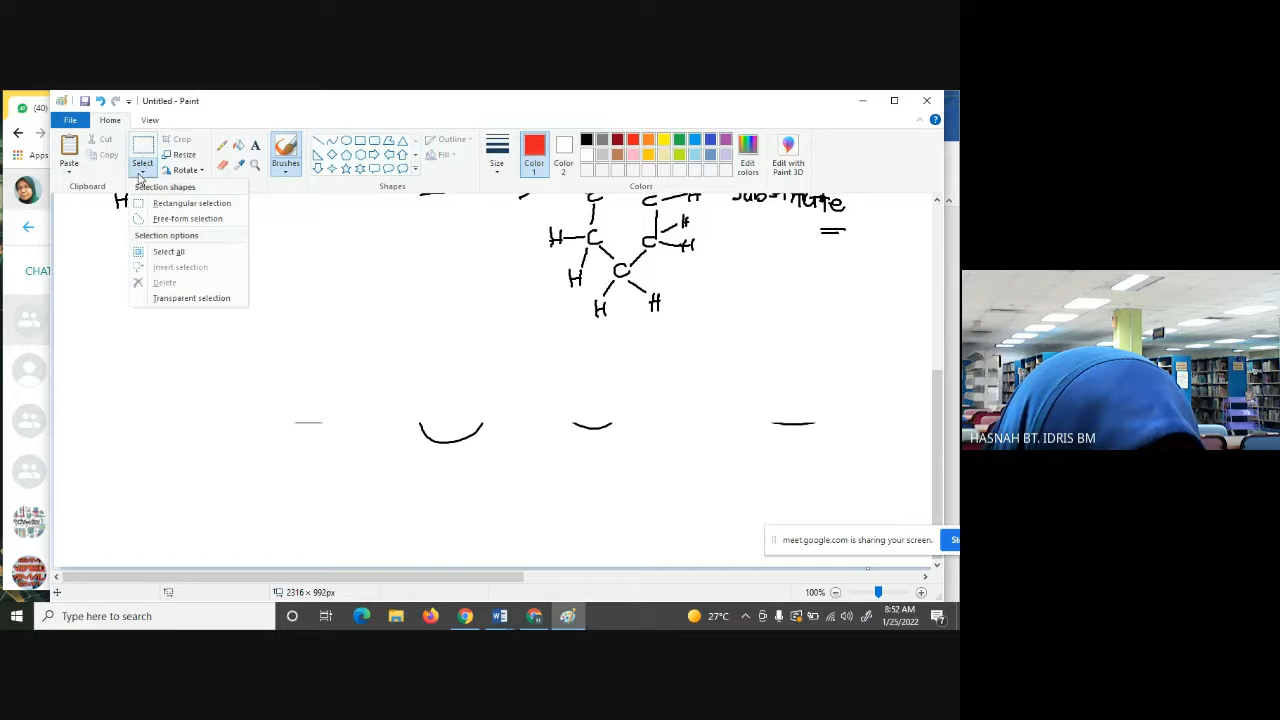 (40)
Untitled - Paint
File Home View
Apps
Paste
Cut
Copy
Clipboard
Select
Crop
Resize
Rotate
Brushes
Shapes
Outline
Fill
Size
Color 1
Color 2
Edit colors
Edit with Paint 3D
Colors
Selection shapes
Rectangular selection
Free-form selection
Selection options
Select all
Invert selection
Delete
Transparent selection
CHAT
H C C H substitute
H
H C C H
H C
H H
HASNAH BT. IDRIS BM
meet.google.com is sharing your screen.
2316 × 992px
100%
Type here to search
27°C
8:52 AM
1/25/2022
7